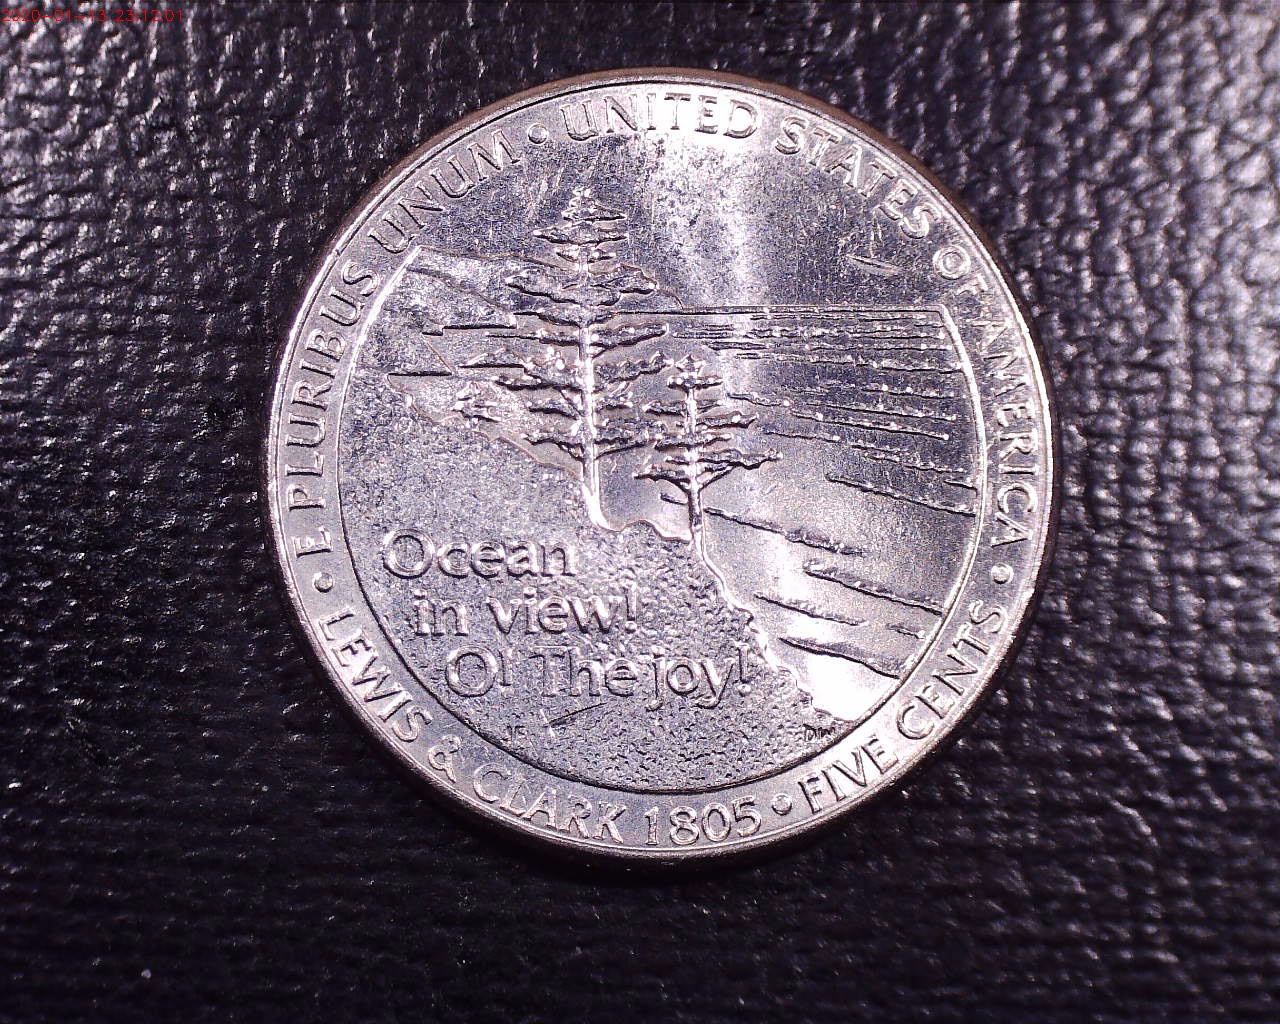 2020-01-13 23:12:01
E PLURIBUS UNUM • UNITED STATES OF AMERICA •
Ocean
in view!
O! The joy!
JF
DW
• LEWIS & CLARK 1805 • FIVE CENTS